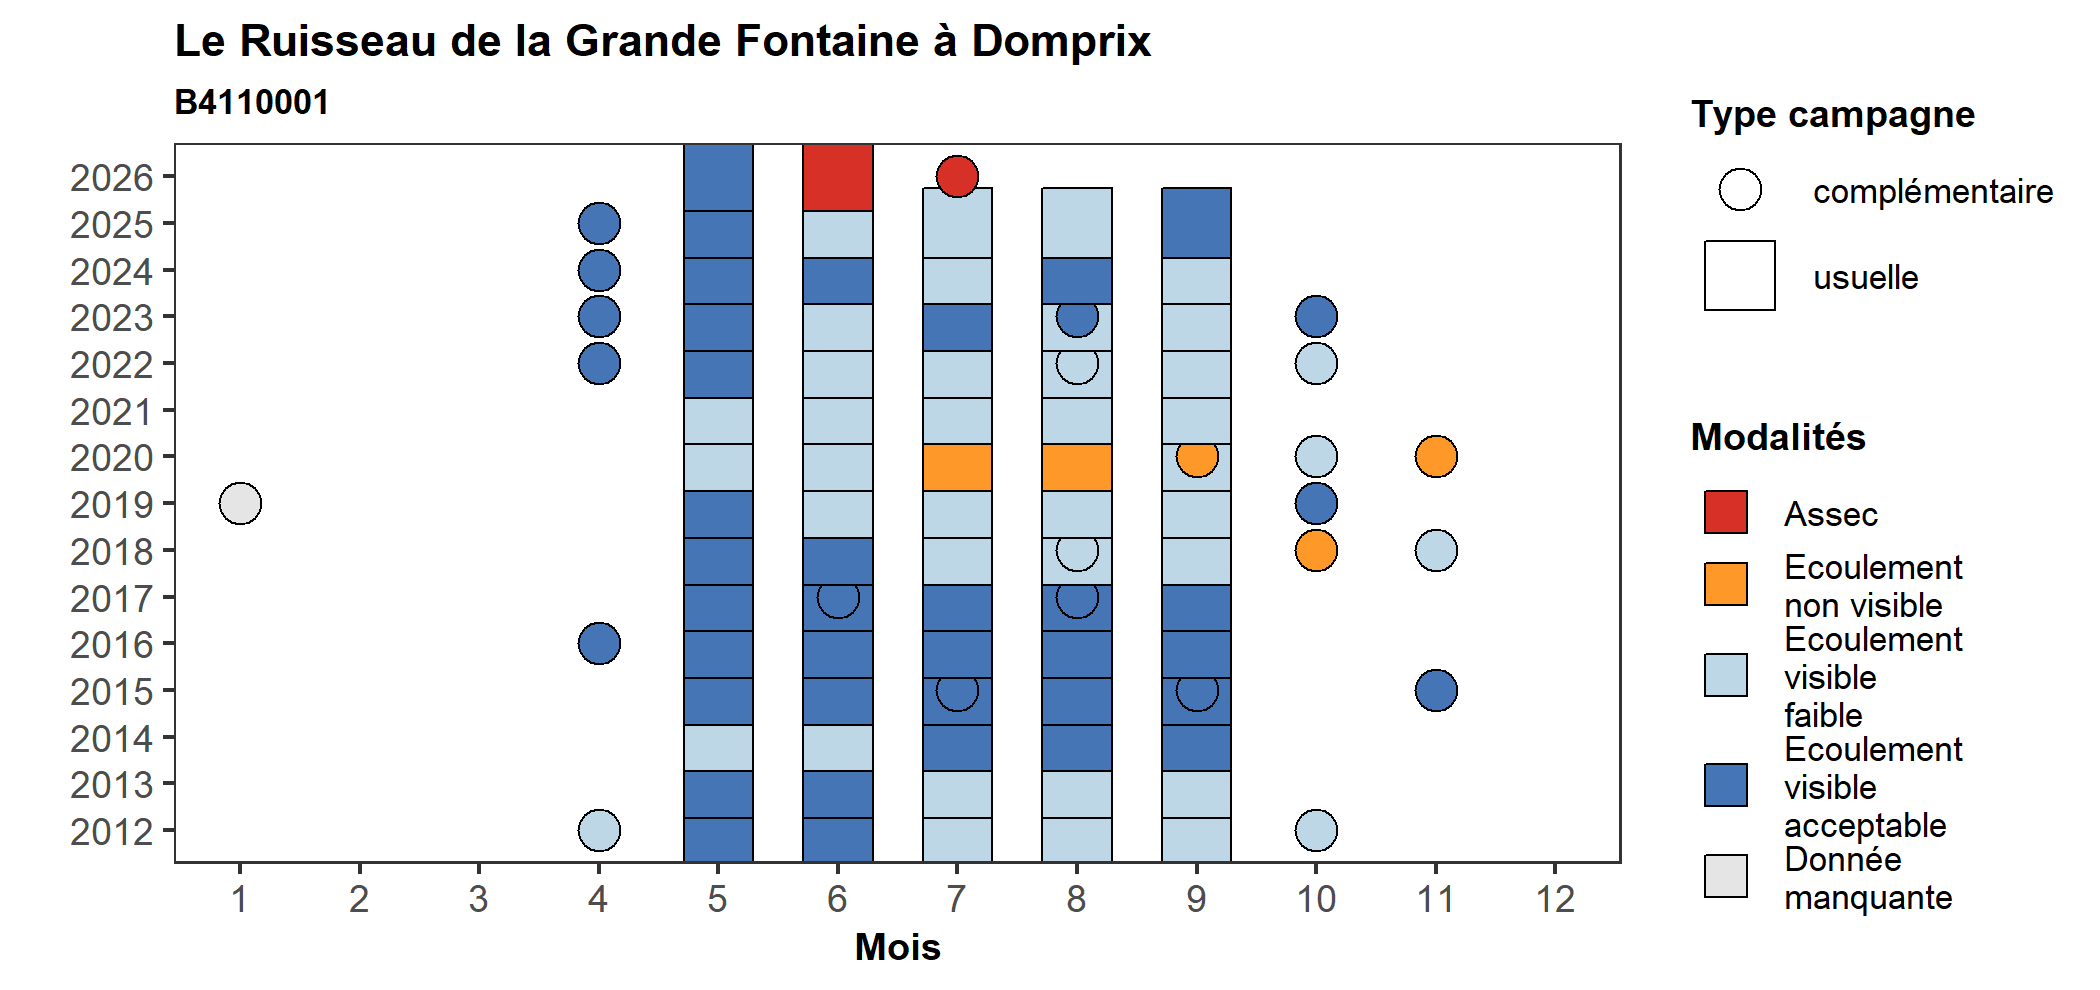 Le Ruisseau de la Grande Fontaine à Domprix
B4110001
2026
2025
2024
2023
2022
2021
2020
2019
2018
2017
2016
2015
2014
2013
2012
1 2 3 4 5 6 7 8 9 10 11 12
Mois
Type campagne
complémentaire
usuelle
Modalités
Assec
Ecoulement
non visible
Ecoulement
visible
faible
Ecoulement
visible
acceptable
Donnée
manquante